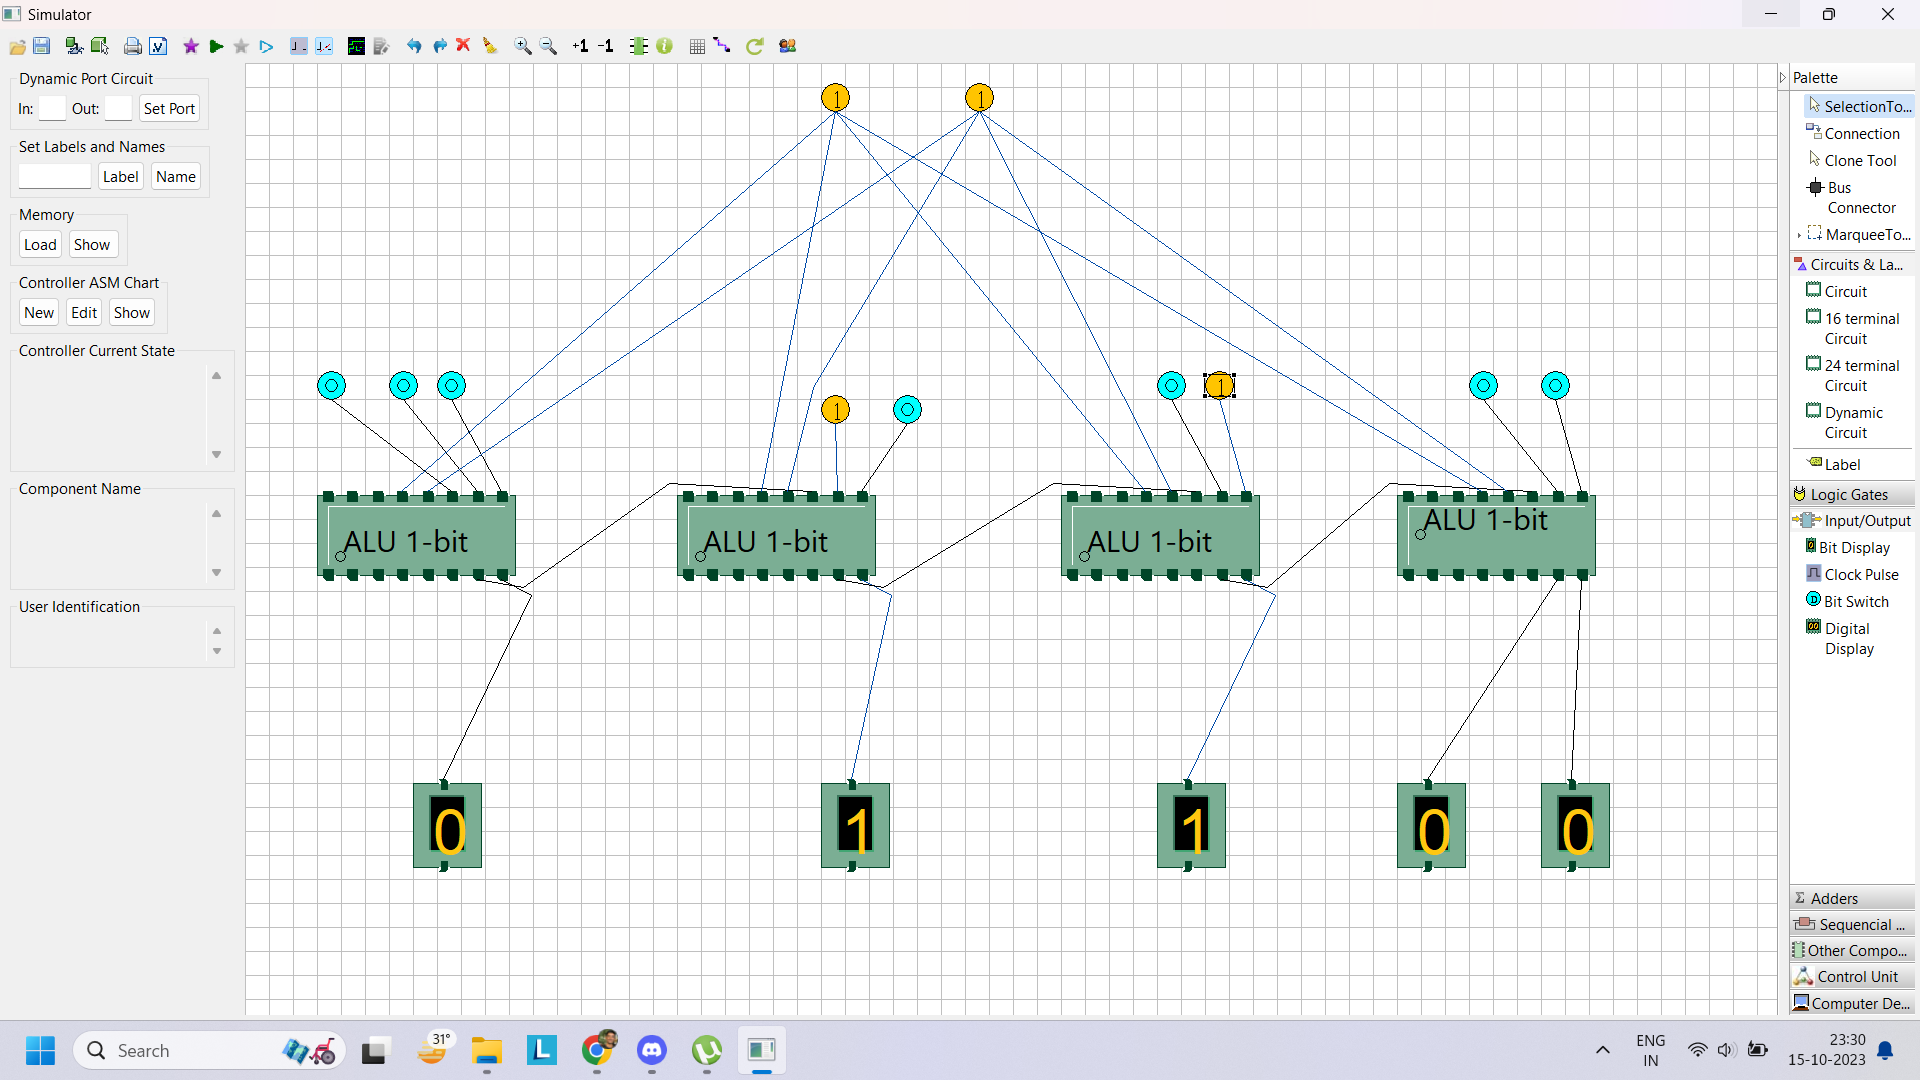 Simulator
+1 -1
Dynamic Port Circuit
In: Out: Set Port
Set Labels and Names
Label Name
Memory
Load Show
Controller ASM Chart
New Edit Show
Controller Current State
Component Name
User Identification
1 1
1
1
ALU 1-bit
ALU 1-bit
ALU 1-bit
ALU 1-bit
0 1 1 0 0
Palette
SelectionTo...
Connection
Clone Tool
Bus
Connector
MarqueeTo...
Circuits & La...
Circuit
16 terminal
Circuit
24 terminal
Circuit
Dynamic
Circuit
Label
Logic Gates
Input/Output
Bit Display
Clock Pulse
Bit Switch
Digital
Display
Adders
Sequencial ...
Other Compo...
Control Unit
Computer De...
Search
31°
L
ENG
IN
23:30
15-10-2023